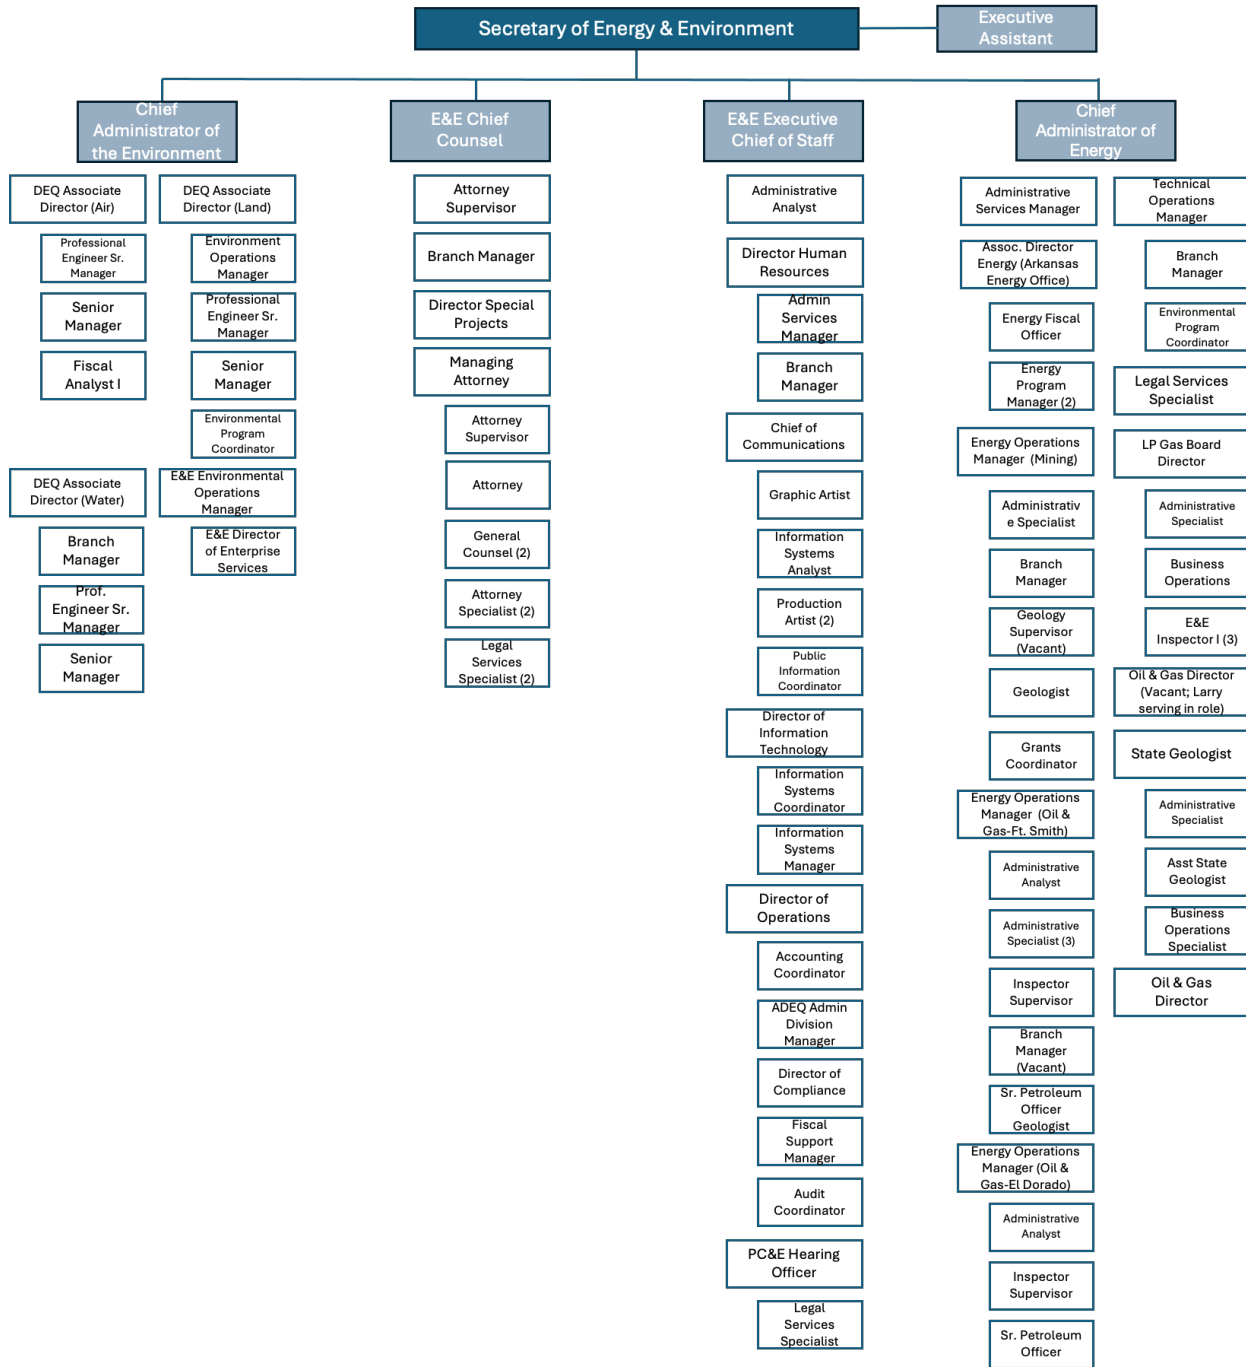 Secretary of Energy & Environment
Executive
Assistant
Chief
Administrator of
the Environment
E&E Chief
Counsel
E&E Executive
Chief of Staff
Chief
Administrator of
Energy
DEQ Associate
Director (Air)
Professional
Engineer Sr.
Manager
Senior
Manager
Fiscal
Analyst I
DEQ Associate
Director (Water)
Branch
Manager
Prof.
Engineer Sr.
Manager
Senior
Manager
DEQ Associate
Director (Land)
Environment
Operations
Manager
Professional
Engineer Sr.
Manager
Senior
Manager
Environmental
Program
Coordinator
E&E Environmental
Operations
Manager
E&E Director
of Enterprise
Services
Attorney
Supervisor
Branch Manager
Director Special
Projects
Managing
Attorney
Attorney
Supervisor
Attorney
General
Counsel (2)
Attorney
Specialist (2)
Legal
Services
Specialist (2)
Administrative
Analyst
Director Human
Resources
Admin
Services
Manager
Branch
Manager
Chief of
Communications
Graphic Artist
Information
Systems
Analyst
Production
Artist (2)
Public
Information
Coordinator
Director of
Information
Technology
Information
Systems
Coordinator
Information
Systems
Manager
Director of
Operations
Accounting
Coordinator
ADEQ Admin
Division
Manager
Director of
Compliance
Fiscal
Support
Manager
Audit
Coordinator
PC&E Hearing
Officer
Legal
Services
Specialist
Administrative
Services Manager
Assoc. Director
Energy (Arkansas
Energy Office)
Energy Fiscal
Officer
Energy
Program
Manager (2)
Energy Operations
Manager (Mining)
Administrativ
e Specialist
Branch
Manager
Geology
Supervisor
(Vacant)
Geologist
Grants
Coordinator
Energy Operations
Manager (Oil &
Gas-Ft. Smith)
Administrative
Analyst
Administrative
Specialist (3)
Inspector
Supervisor
Branch
Manager
(Vacant)
Sr. Petroleum
Officer
Geologist
Energy Operations
Manager (Oil &
Gas-El Dorado)
Administrative
Analyst
Inspector
Supervisor
Sr. Petroleum
Officer
Technical
Operations
Manager
Branch
Manager
Environmental
Program
Coordinator
Legal Services
Specialist
LP Gas Board
Director
Administrative
Specialist
Business
Operations
E&E
Inspector I (3)
Oil & Gas Director
(Vacant; Larry
serving in role)
State Geologist
Administrative
Specialist
Asst State
Geologist
Business
Operations
Specialist
Oil & Gas
Director